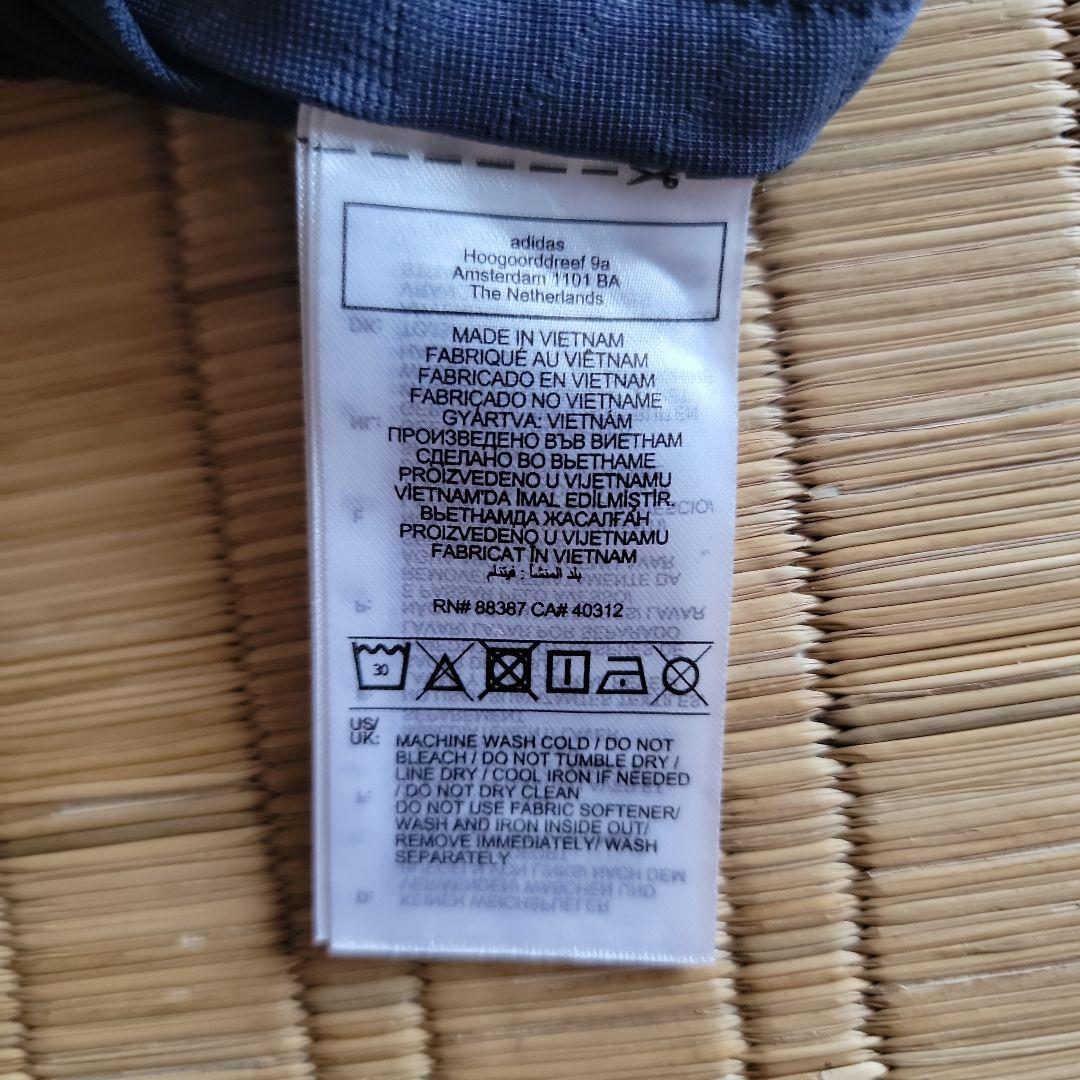 adidas
Hoogoorddreef 9a
Amsterdam 1101 BA
The Netherlands
MADE IN VIETNAM
FABRIQUÉ AU VIÊTNAM
FABRICADO EN VIETNAM
FABRICADO NO VIETNAME
GYÁRTVA: VIETNÁM
ПРОИЗВЕДЕНО ВЪВ ВИЕТНАМ
СДЕЛАНО ВО ВЬЕТНАМЕ
PROIZVEDENO U VIJETNAMU
VİETNAM'DA İMAL EDİLMİŞTİR.
ВЬЕТНАМДА ЖАСАЛҒАН
PROIZVEDENO U VIJETNAMU
FABRICAT ÎN VIETNAM
بلد المنشأ : فيتنام
RN# 88387 CA# 40312
30
US/
UK:
MACHINE WASH COLD / DO NOT
BLEACH / DO NOT TUMBLE DRY /
LINE DRY / COOL IRON IF NEEDED
/ DO NOT DRY CLEAN
DO NOT USE FABRIC SOFTENER/
WASH AND IRON INSIDE OUT/
REMOVE IMMEDIATELY/ WASH
SEPARATELY